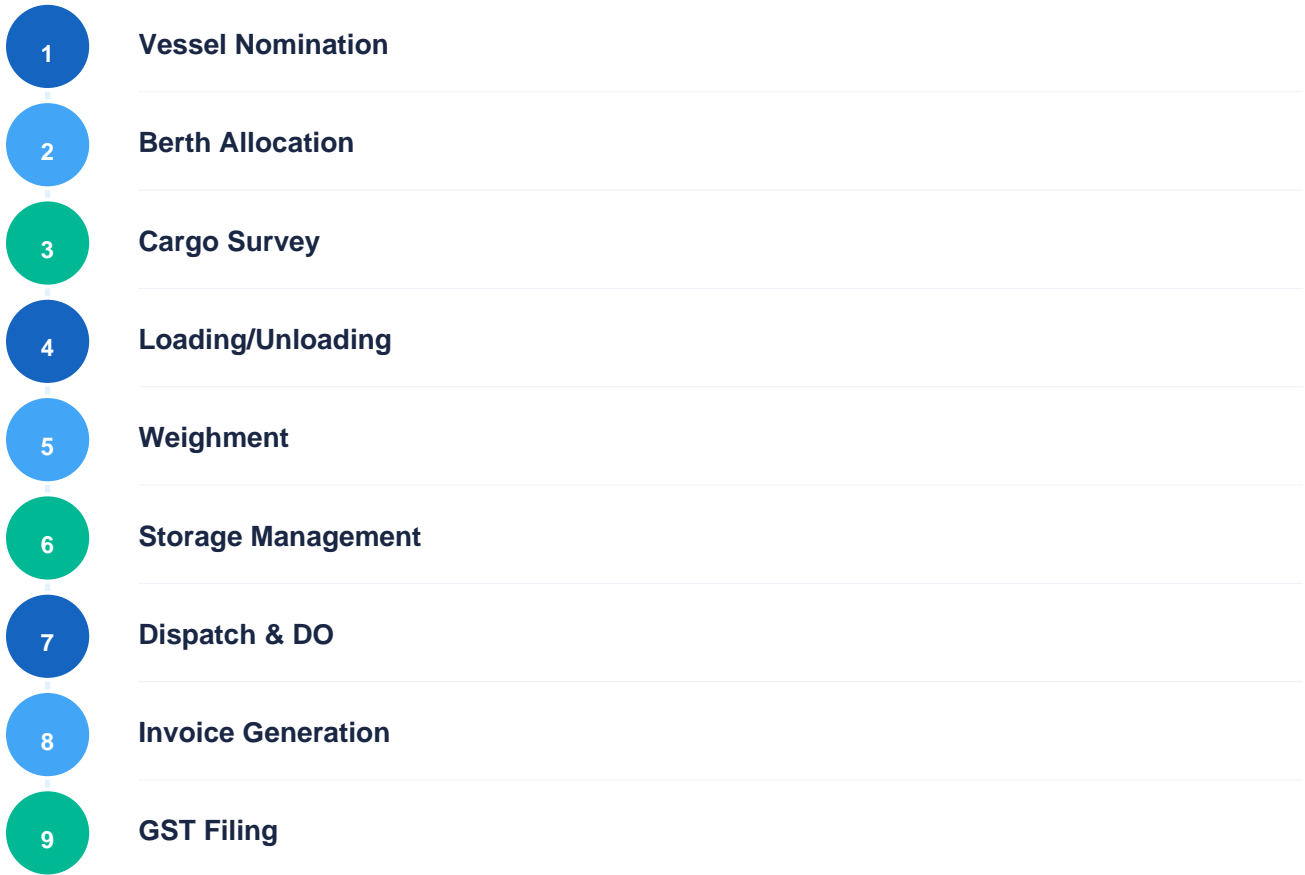 1 Vessel Nomination
2 Berth Allocation
3 Cargo Survey
4 Loading/Unloading
5 Weighment
6 Storage Management
7 Dispatch & DO
8 Invoice Generation
9 GST Filing